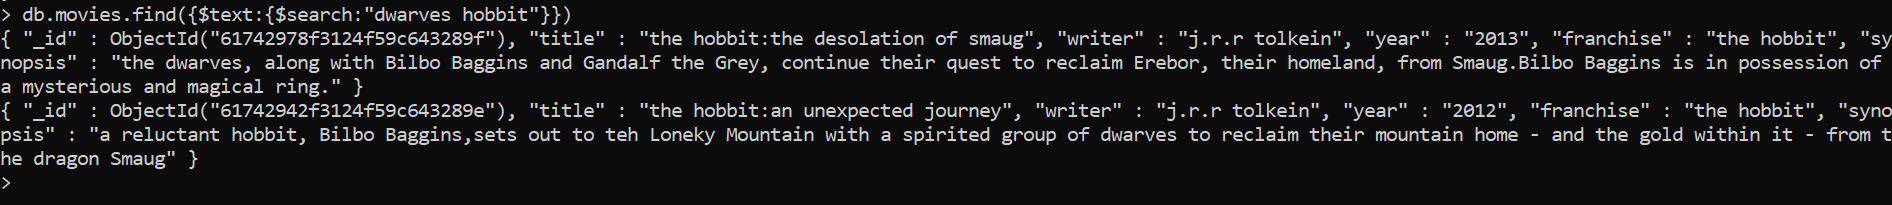 > db.movies.find({$text:{$search:"dwarves hobbit"}})
{ "_id" : ObjectId("61742978f3124f59c643289f"), "title" : "the hobbit:the desolation of smaug", "writer" : "j.r.r tolkein", "year" : "2013", "franchise" : "the hobbit", "sy
nopsis" : "the dwarves, along with Bilbo Baggins and Gandalf the Grey, continue their quest to reclaim Erebor, their homeland, from Smaug.Bilbo Baggins is in possession of
a mysterious and magical ring." }
{ "_id" : ObjectId("61742942f3124f59c643289e"), "title" : "the hobbit:an unexpected journey", "writer" : "j.r.r tolkein", "year" : "2012", "franchise" : "the hobbit", "syno
psis" : "a reluctant hobbit, Bilbo Baggins,sets out to teh Loneky Mountain with a spirited group of dwarves to reclaim their mountain home - and the gold within it - from t
he dragon Smaug" }
>